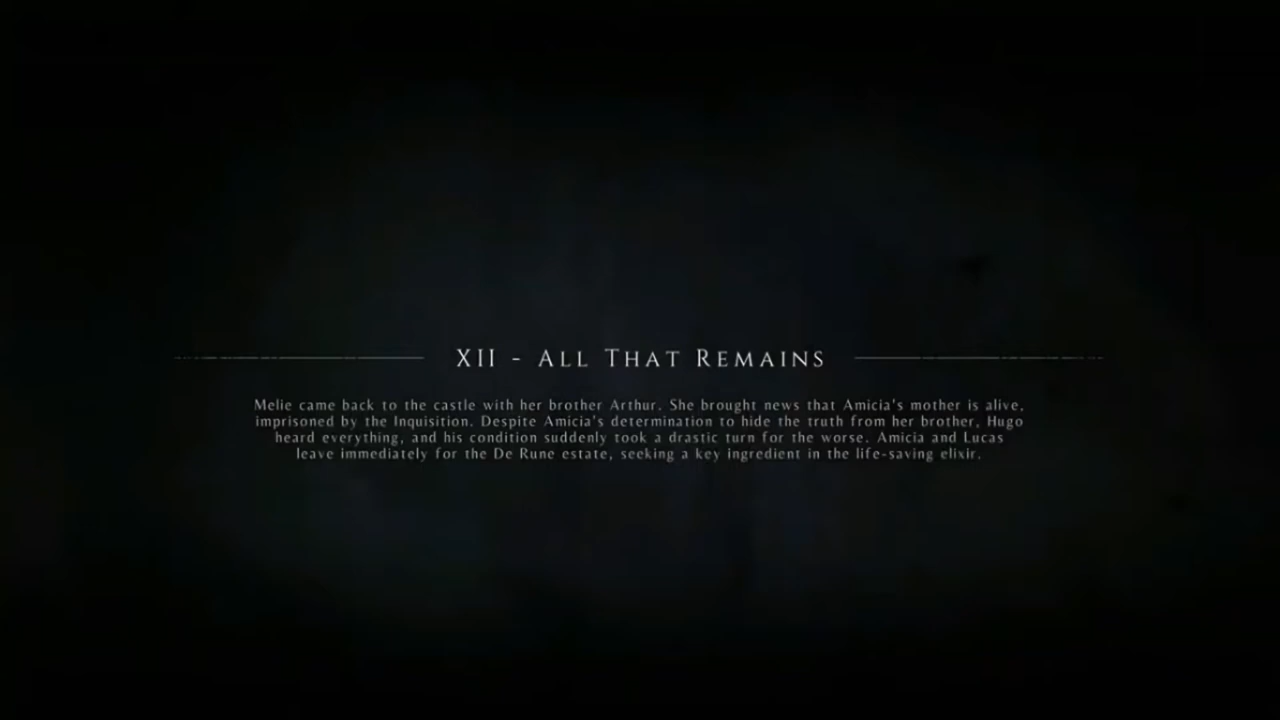 XII - All That Remains
Melie came back to the castle with her brother Arthur. She brought news that Amicia's mother is alive,
imprisoned by the Inquisition. Despite Amicia's determination to hide the truth from her brother, Hugo
heard everything, and his condition suddenly took a drastic turn for the worse. Amicia and Lucas
leave immediately for the De Rune estate, seeking a key ingredient in the life-saving elixir.